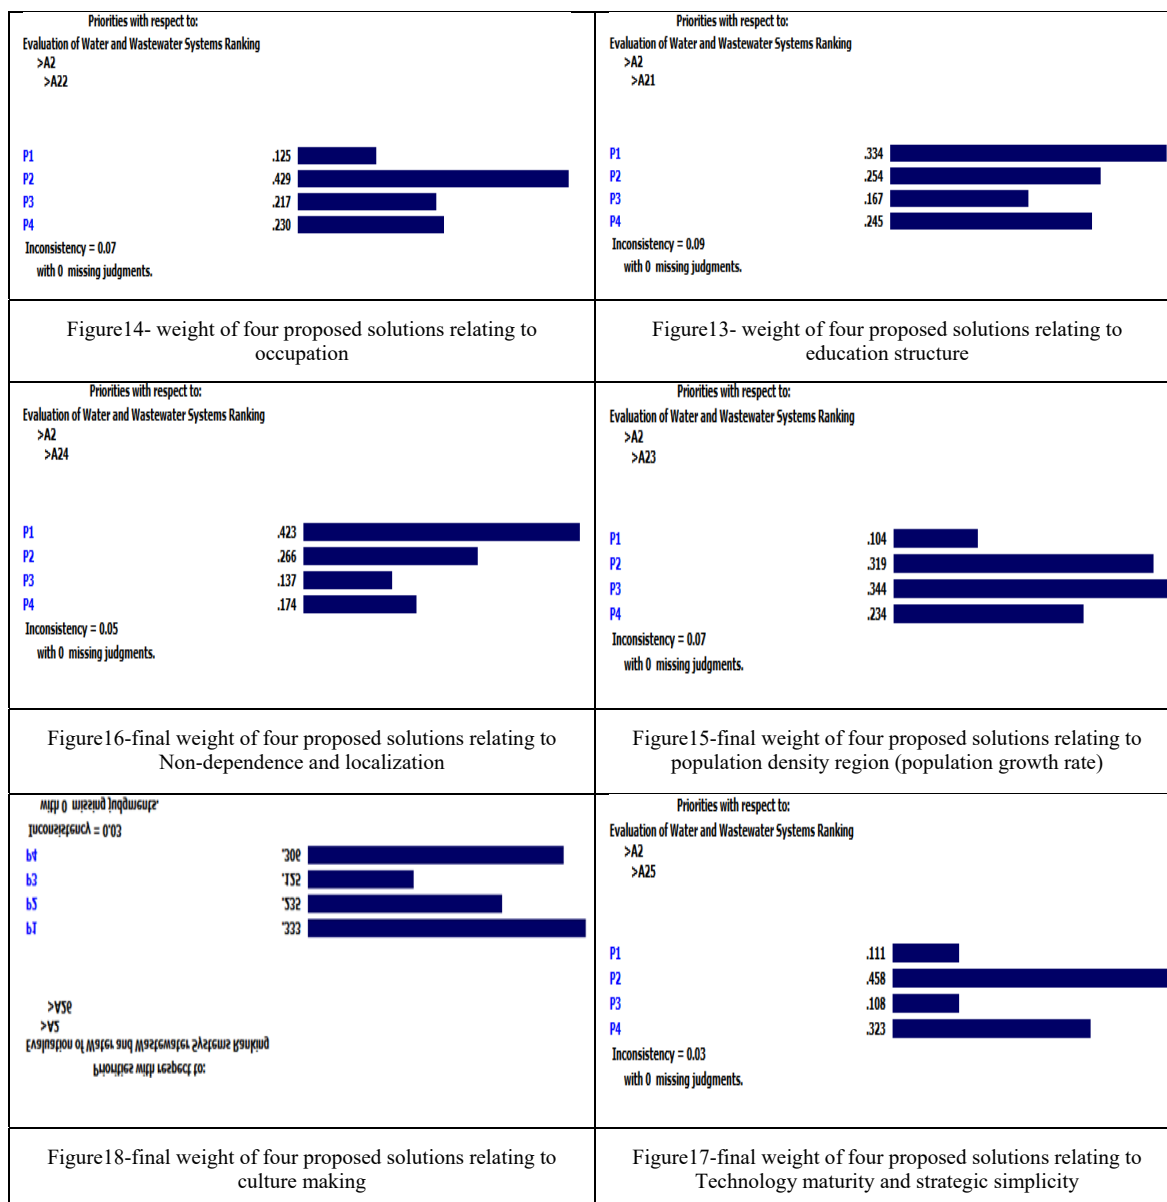 Priorities with respect to:
Evaluation of Water and Wastewater Systems Ranking
>A2
>A22
P1 .125
P2 .429
P3 .217
P4 .230
Inconsistency = 0.07
with 0 missing judgments.
Figure14- weight of four proposed solutions relating to
occupation
Priorities with respect to:
Evaluation of Water and Wastewater Systems Ranking
>A2
>A21
P1 .334
P2 .254
P3 .167
P4 .245
Inconsistency = 0.09
with 0 missing judgments.
Figure13- weight of four proposed solutions relating to
education structure
Priorities with respect to:
Evaluation of Water and Wastewater Systems Ranking
>A2
>A24
P1 .423
P2 .266
P3 .137
P4 .174
Inconsistency = 0.05
with 0 missing judgments.
Figure16-final weight of four proposed solutions relating to
Non-dependence and localization
Priorities with respect to:
Evaluation of Water and Wastewater Systems Ranking
>A2
>A23
P1 .104
P2 .319
P3 .344
P4 .234
Inconsistency = 0.07
with 0 missing judgments.
Figure15-final weight of four proposed solutions relating to
population density region (population growth rate)
Priorities with respect to:
Evaluation of Water and Wastewater Systems Ranking
>A2
>A26
P1 .333
P2 .235
P3 .125
P4 .306
Inconsistency = 0.03
with 0 missing judgments.
Figure18-final weight of four proposed solutions relating to
culture making
Priorities with respect to:
Evaluation of Water and Wastewater Systems Ranking
>A2
>A25
P1 .111
P2 .458
P3 .108
P4 .323
Inconsistency = 0.03
with 0 missing judgments.
Figure17-final weight of four proposed solutions relating to
Technology maturity and strategic simplicity